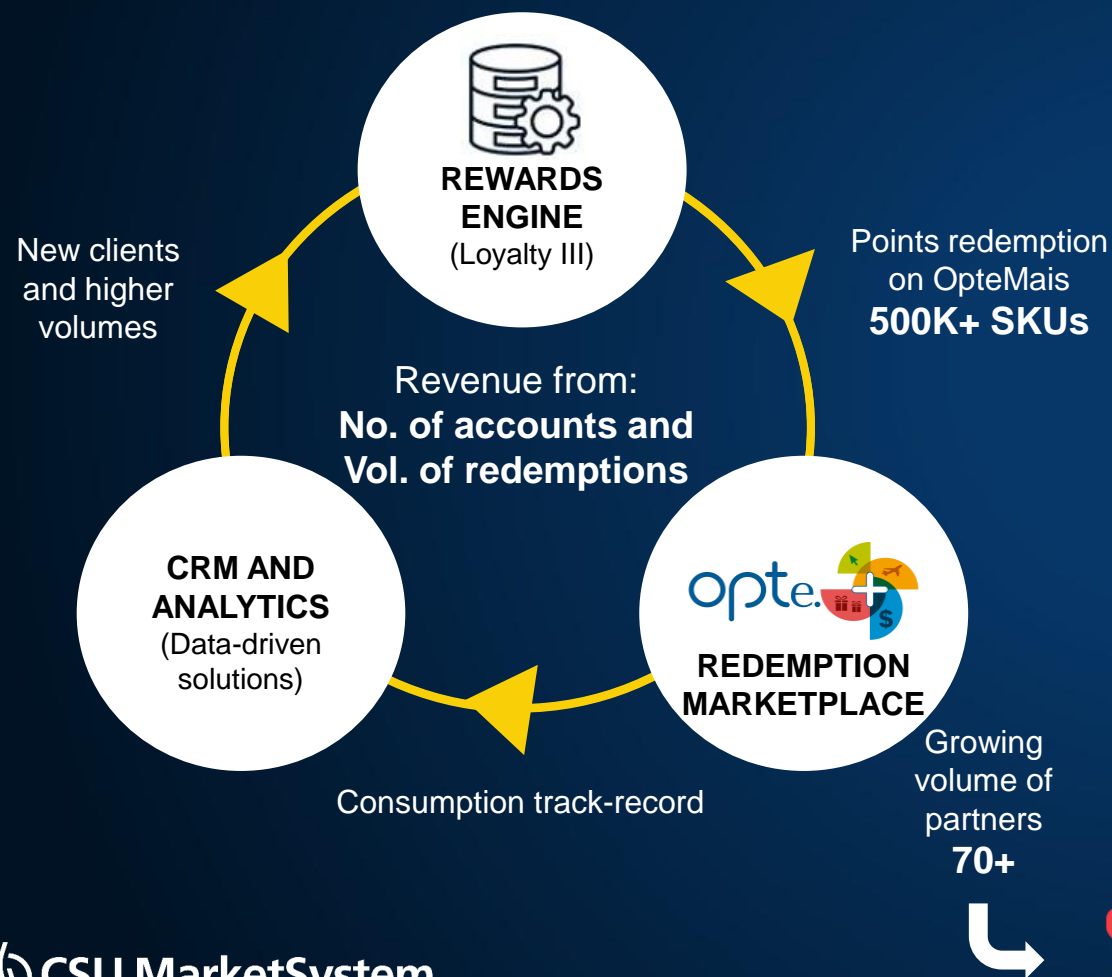 REWARDS
ENGINE
(Loyalty III)
New clients
and higher
volumes
Points redemption
on OpteMais
500K+ SKUs
Revenue from:
No. of accounts and
Vol. of redemptions
CRM AND
ANALYTICS
(Data-driven
solutions)
opte.+
$
REDEMPTION
MARKETPLACE
Growing
volume of
partners
70+
Consumption track-record
CSU MarketSystem